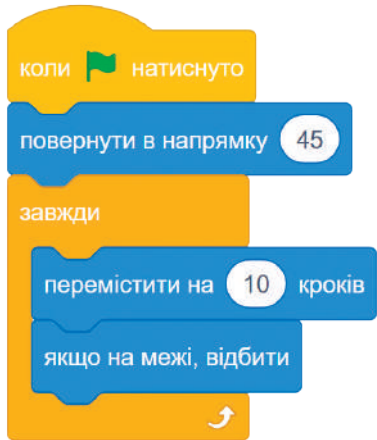 коли натиснуто
повернути в напрямку 45
завжди
перемістити на 10 кроків
якщо на межі, відбити